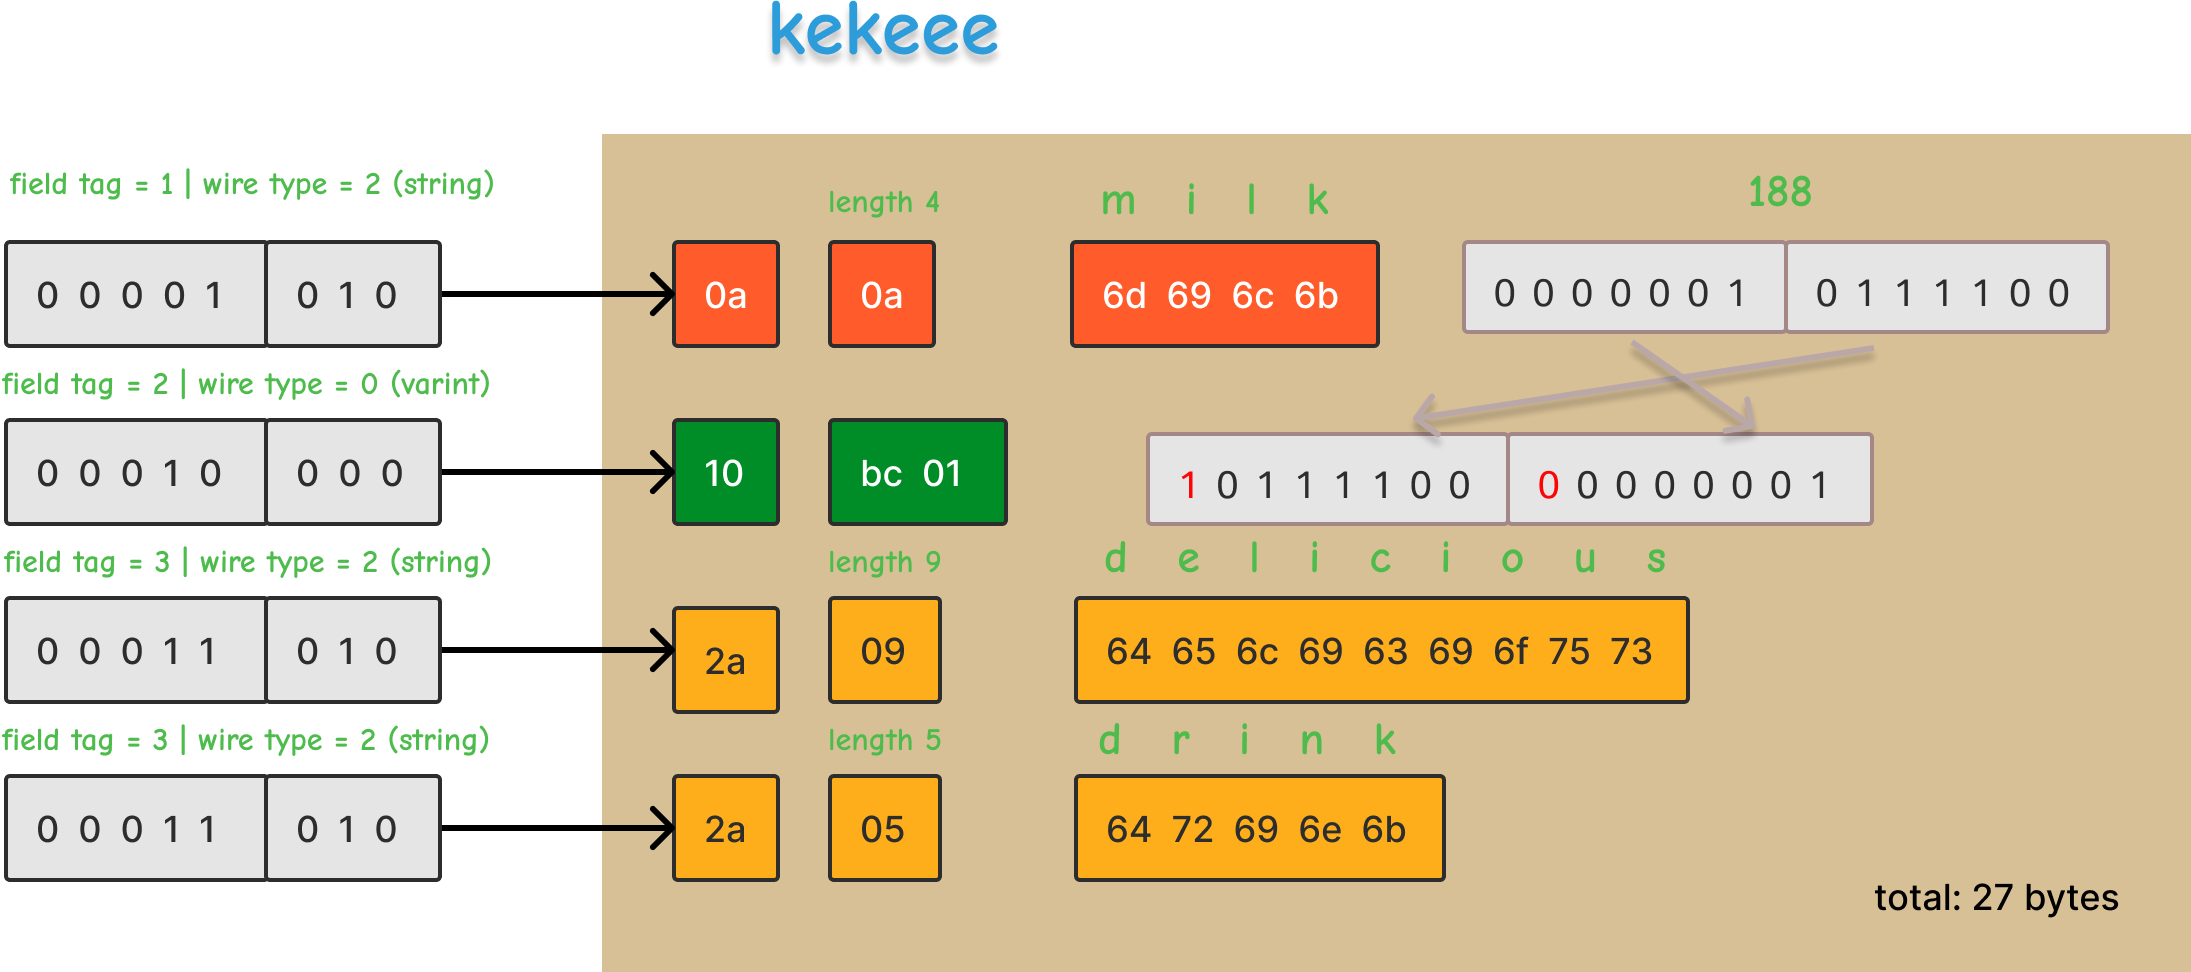 kekeee
field tag = 1 | wire type = 2 (string)
length 4
m i l k
188
0 0 0 0 1 0 1 0
0a
0a
6d 69 6c 6b
0 0 0 0 0 0 1 0 1 1 1 1 0 0
field tag = 2 | wire type = 0 (varint)
0 0 0 1 0 0 0 0
10
bc 01
1 0 1 1 1 1 0 0 0 0 0 0 0 0 0 1
field tag = 3 | wire type = 2 (string)
length 9
d e l i c i o u s
0 0 0 1 1 0 1 0
2a
09
64 65 6c 69 63 69 6f 75 73
field tag = 3 | wire type = 2 (string)
length 5
d r i n k
0 0 0 1 1 0 1 0
2a
05
64 72 69 6e 6b
total: 27 bytes